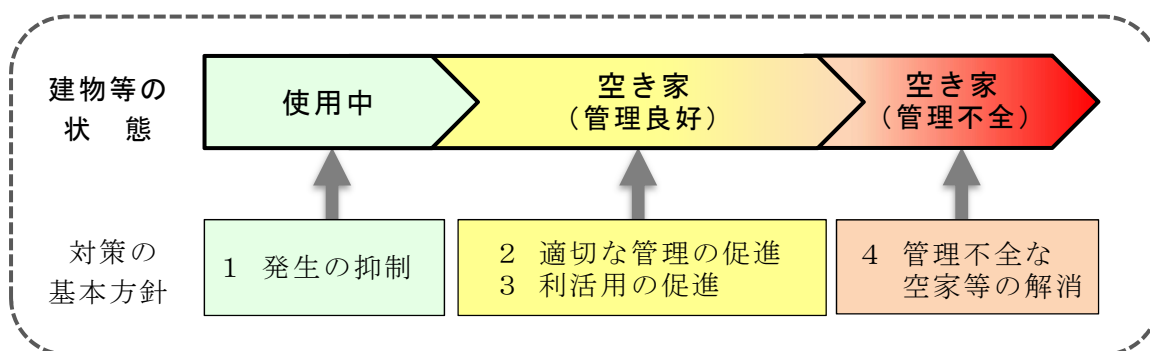 建物等の
状　態
使用中
空き家
（管理良好）
空き家
（管理不全）
対策の
基本方針
１ 発生の抑制
２ 適切な管理の促進
３ 利活用の促進
４ 管理不全な
空家等の解消